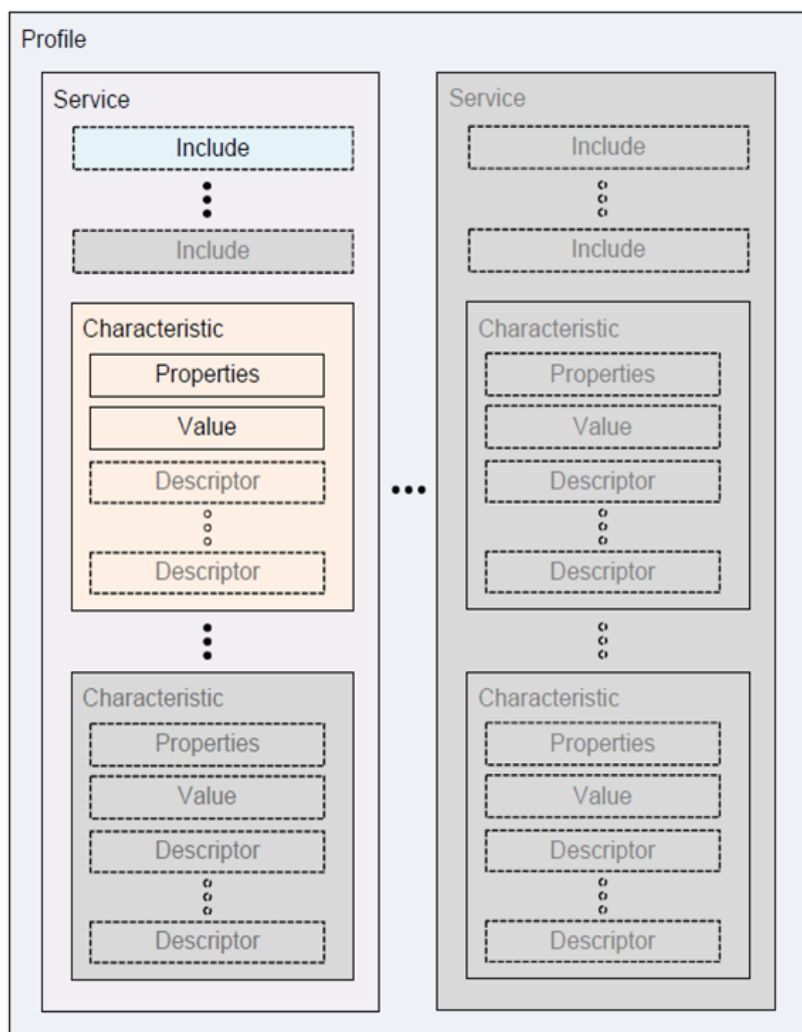 Profile
Service
Include
Include
Characteristic
Properties
Value
Descriptor
Descriptor
Characteristic
Properties
Value
Descriptor
Descriptor
Service
Include
Include
Characteristic
Properties
Value
Descriptor
Descriptor
Characteristic
Properties
Value
Descriptor
Descriptor